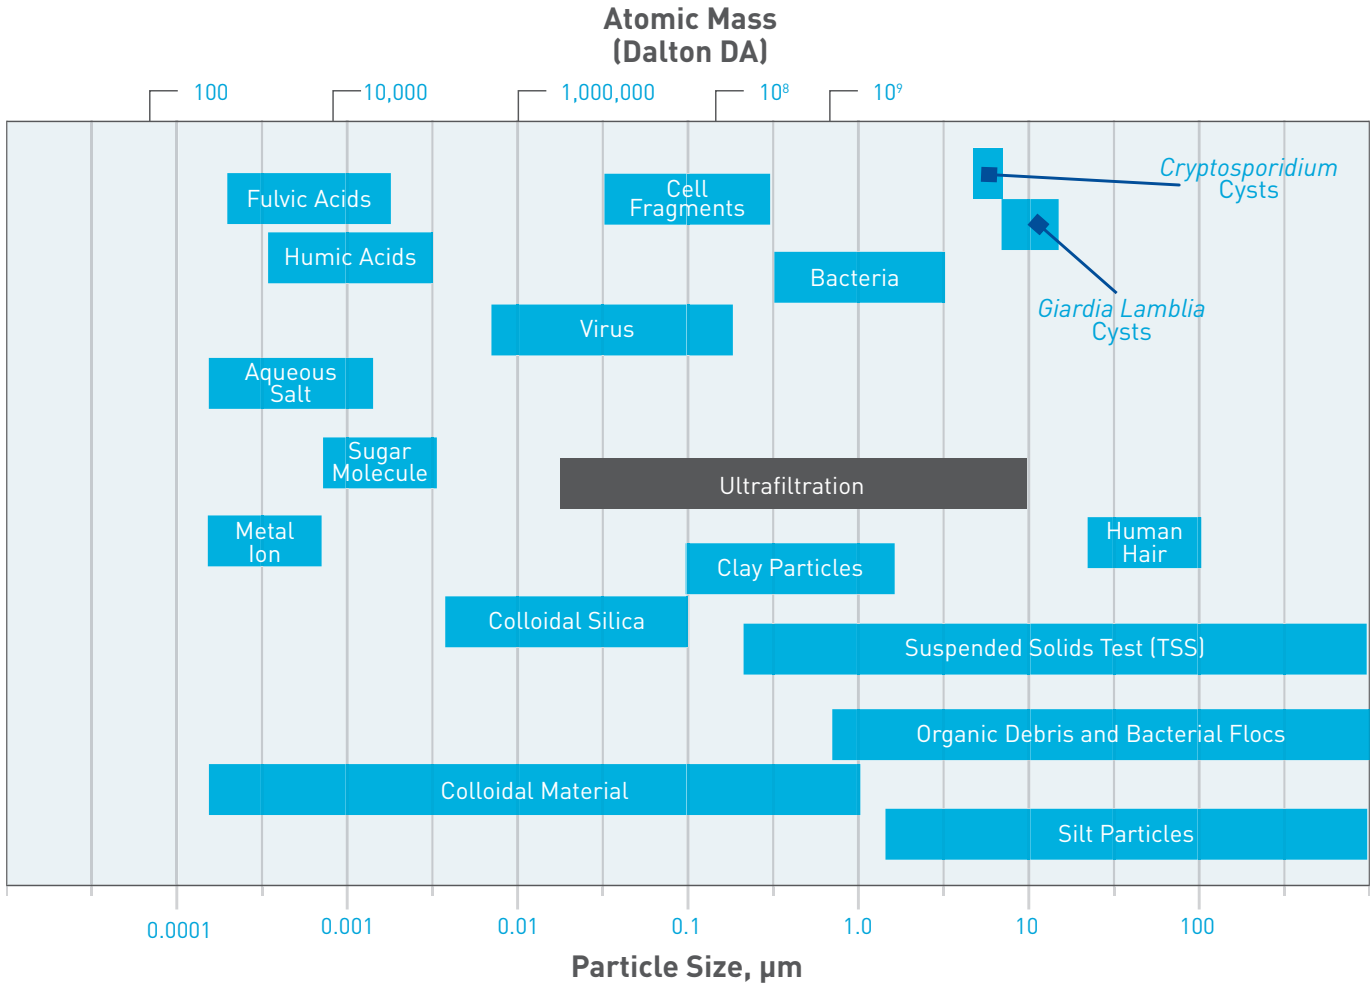 Atomic Mass
(Dalton DA)
100
10,000
1,000,000
10⁸
10⁹
Cryptosporidium
Cysts
Fulvic Acids
Cell
Fragments
Humic Acids
Bacteria
Giardia Lamblia
Cysts
Virus
Aqueous
Salt
Sugar
Molecule
Ultrafiltration
Metal
Ion
Human
Hair
Clay Particles
Colloidal Silica
Suspended Solids Test (TSS)
Organic Debris and Bacterial Flocs
Colloidal Material
Silt Particles
0.0001
0.001
0.01
0.1
1.0
10
100
Particle Size, µm